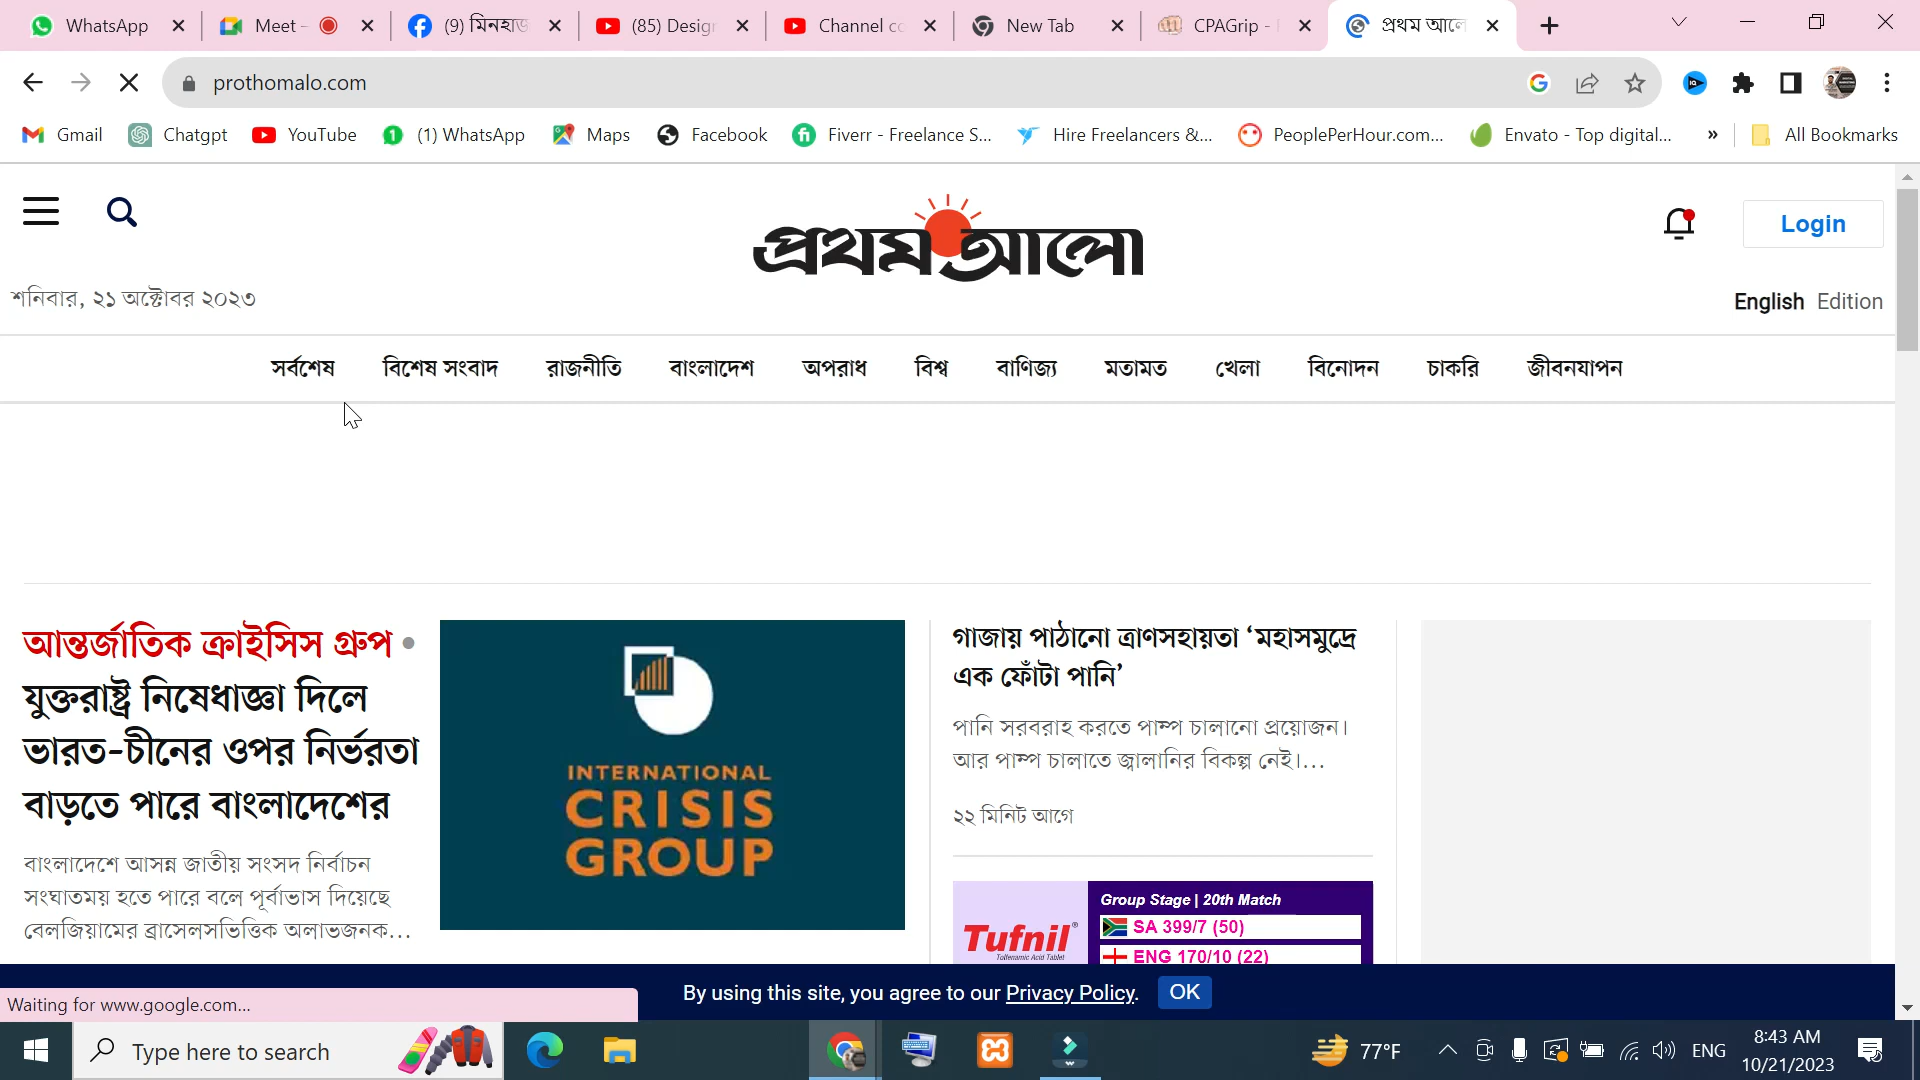 WhatsApp
Meet -
(9) মিনহাজ
(85) Design
Channel co
New Tab
CPAGrip -
প্রথম আলো
prothomalo.com
Gmail
Chatgpt
YouTube
(1) WhatsApp
Maps
Facebook
Fiverr - Freelance S...
Hire Freelancers &...
PeoplePerHour.com...
Envato - Top digital...
»
All Bookmarks
প্রথম আলো
Login
শনিবার, ২১ অক্টোবর ২০২৩
English Edition
সর্বশেষ
বিশেষ সংবাদ
রাজনীতি
বাংলাদেশ
অপরাধ
বিশ্ব
বাণিজ্য
মতামত
খেলা
বিনোদন
চাকরি
জীবনযাপন
আন্তর্জাতিক ক্রাইসিস গ্রুপ •
যুক্তরাষ্ট্র নিষেধাজ্ঞা দিলে
ভারত-চীনের ওপর নির্ভরতা
বাড়তে পারে বাংলাদেশের
বাংলাদেশে আসন্ন জাতীয় সংসদ নির্বাচন
সংঘাতময় হতে পারে বলে পূর্বাভাস দিয়েছে
বেলজিয়ামের ব্রাসেলসভিত্তিক অলাভজনক...
INTERNATIONAL
CRISIS
GROUP
গাজায় পাঠানো ত্রাণসহায়তা ‘মহাসমুদ্রে
এক ফোঁটা পানি’
পানি সরবরাহ করতে পাম্প চালানো প্রয়োজন।
আর পাম্প চালাতে জ্বালানির বিকল্প নেই।...
২২ মিনিট আগে
Tufnil®
Tolfenamic Acid Tablet
Group Stage | 20th Match
SA 399/7 (50)
ENG 170/10 (22)
By using this site, you agree to our Privacy Policy.
OK
Waiting for www.google.com...
Type here to search
77°F
ENG
8:43 AM
10/21/2023